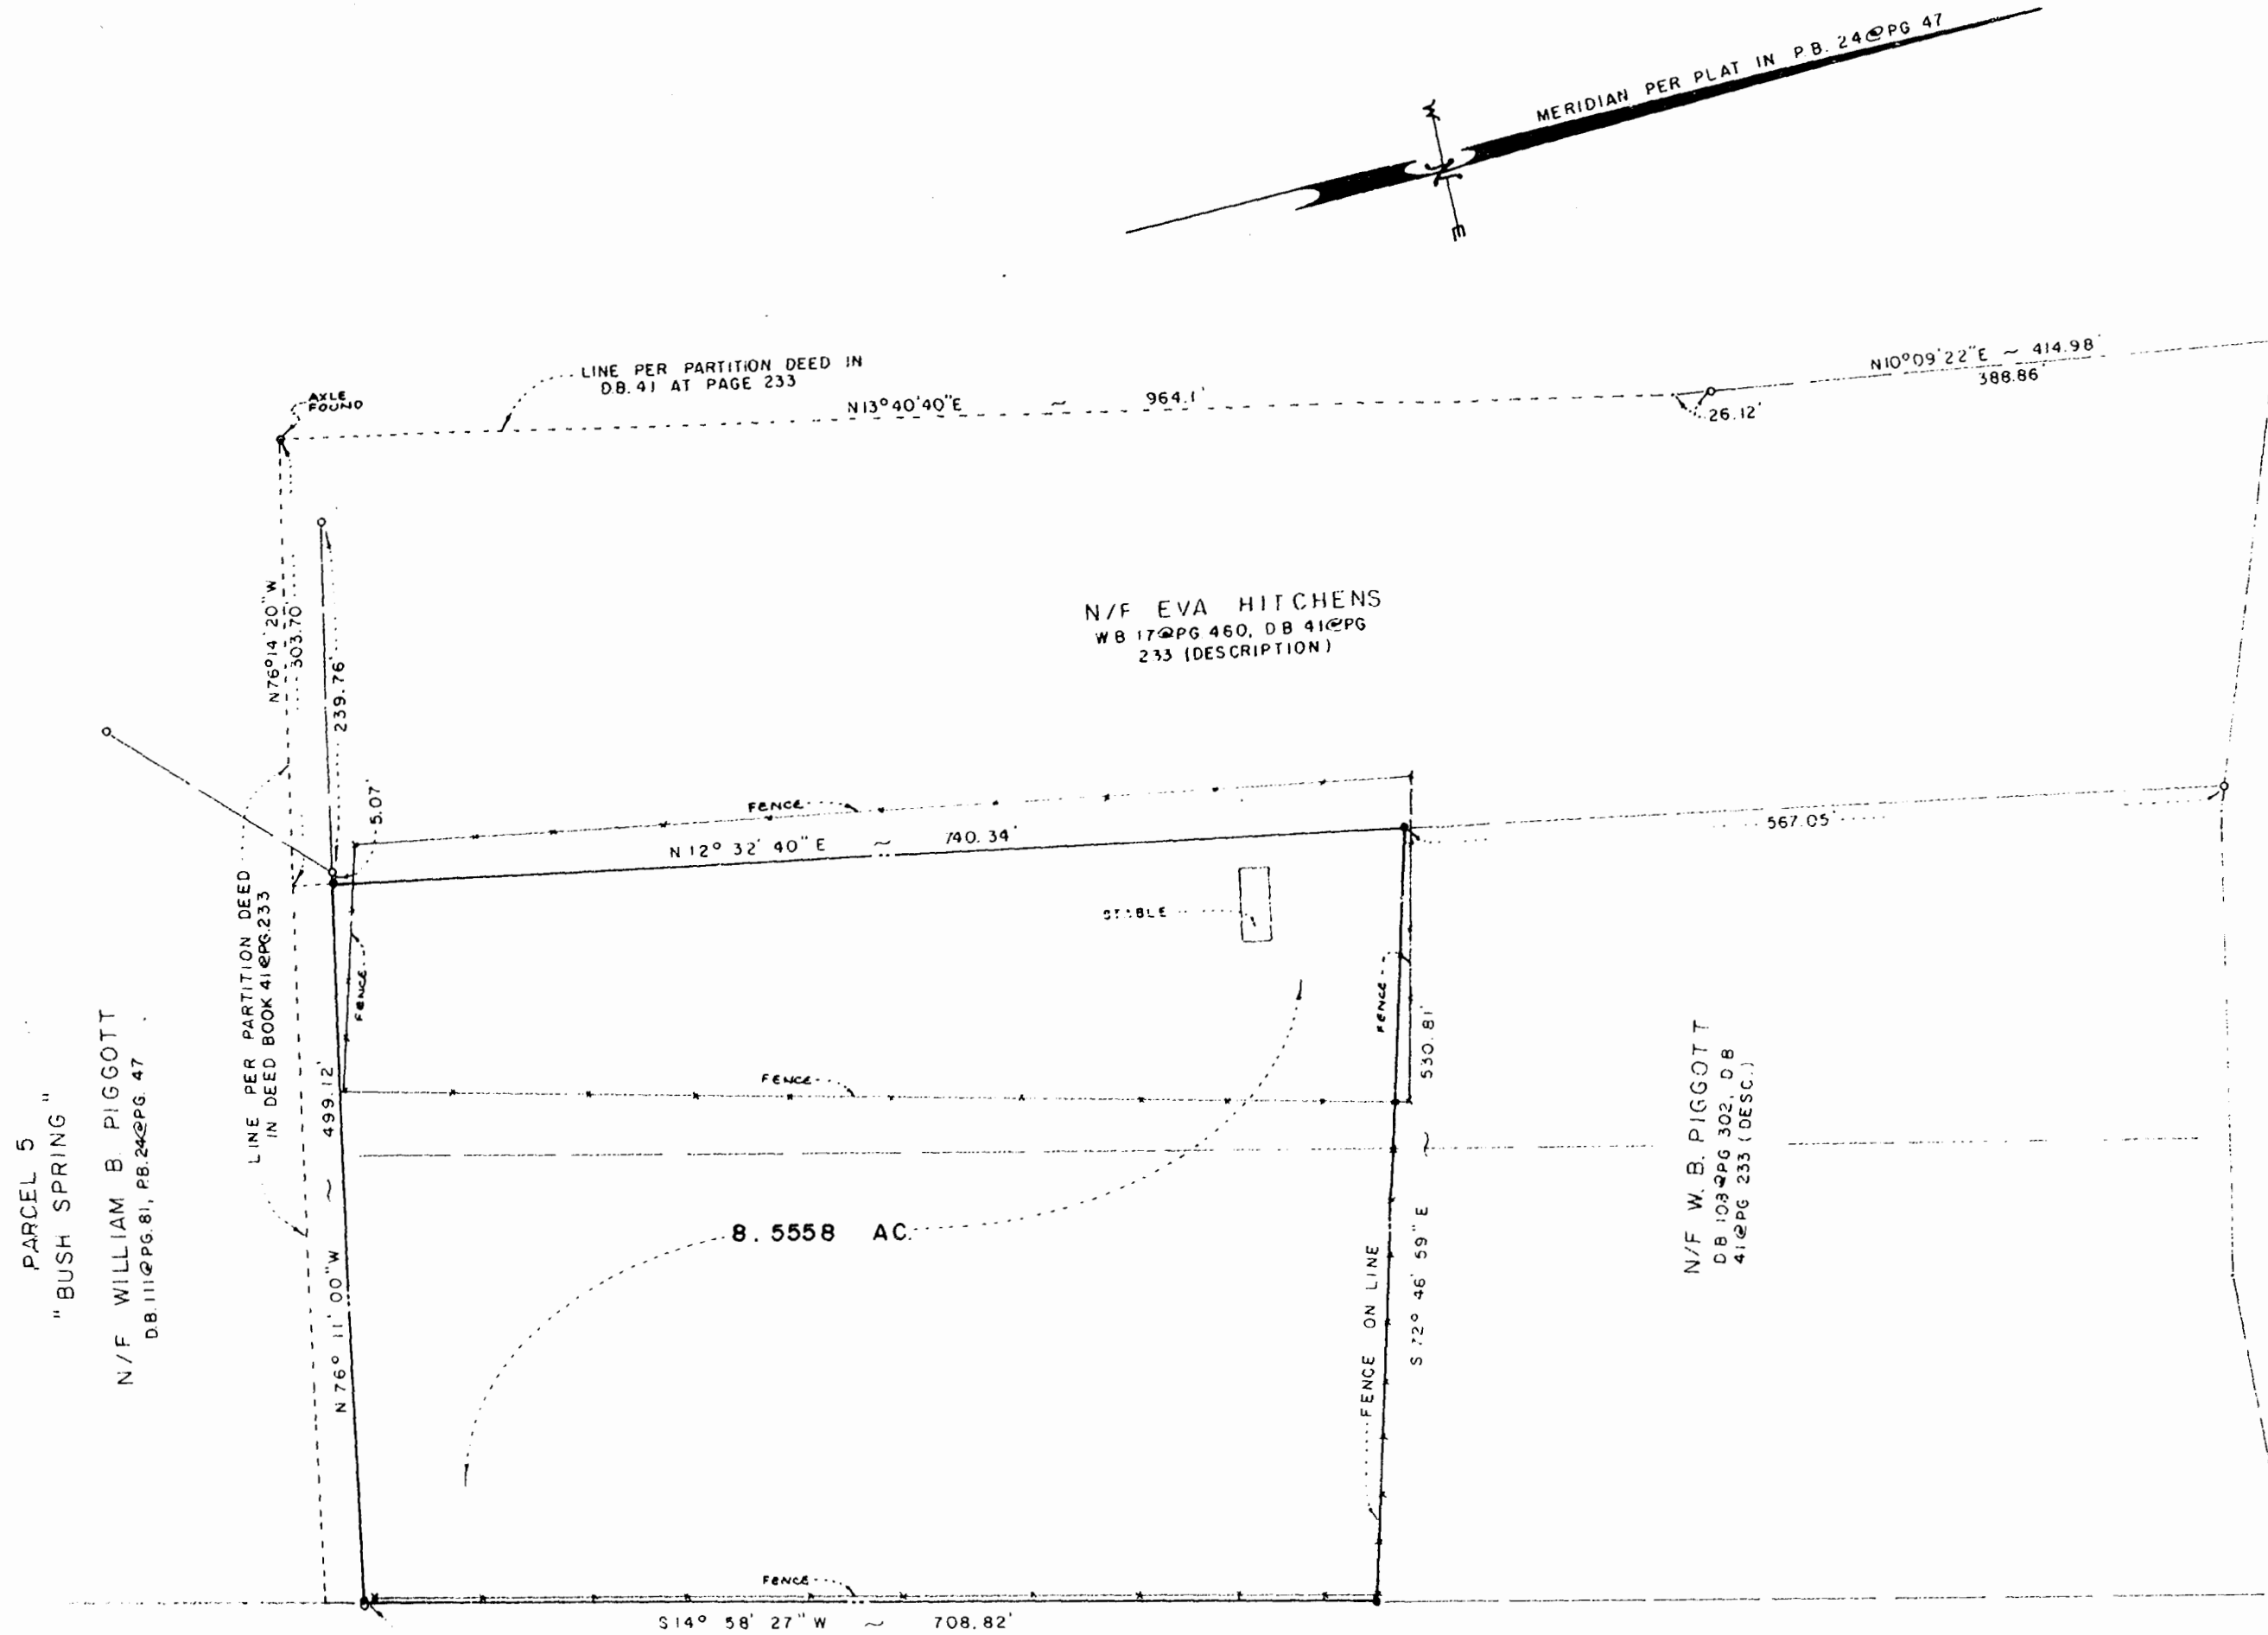 MERIDIAN PER PLAT IN P.B. 24@PG 47
W
N
E
LINE PER PARTITION DEED IN
D.B. 41 AT PAGE 233
AXLE
FOUND
N13°40'40"E ~ 964.1'
N10°09'22"E ~ 414.98'
388.86'
26.12'
N76°14'20"W
303.70'
239.76'
N/F EVA HITCHENS
WB 17@PG 460, DB 41@PG
233 (DESCRIPTION)
5.07'
FENCE
N 12° 32' 40" E ~ 740.34'
567.05'
STABLE
FENCE
FENCE
530.81'
LINE PER PARTITION DEED
IN DEED BOOK 41@PG.233
FENCE
N 76° 11' 00" W ~ 499.12'
PARCEL 5
"BUSH SPRING"
N/F WILLIAM B. PIGGOTT
D.B. 111@PG. 81, P.B. 24@PG. 47
8.5558 AC.
FENCE ON LINE
S 72° 46' 59" E ~
N/F W. B. PIGGOTT
DB 108@PG 302, DB
41@PG 233 (DESC.)
FENCE
S14° 58' 27" W ~ 708.82'